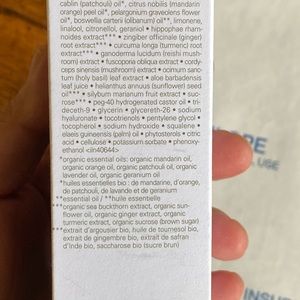 cablin (patchouli) oil*, citrus nobilis (mandarin
orange) peel oil*, pelargonium graveolens flower
oil*, boswellia carterii (olibanum) oil**, limonene,
linalool, citronellol, geraniol • hippophae rham-
noides extract*** • zingiber officinale (ginger)
root extract*** • curcuma longa (turmeric) root
extract*** • ganoderma lucidum (reishi mush-
room) extract • fuscoporia obliqua extract • cordy-
ceps sinensis (mushroom) extract • ocimum sanc-
tum (holy basil) leaf extract • aloe barbadensis
leaf juice • helianthus annuus (sunflower) seed
oil*** • silybum marianum fruit extract • suc-
rose*** • peg-40 hydrogenated castor oil • tri-
deceth-9 • glycerin • glycereth-26 • sodium
hyaluronate • tocotrienols • pentylene glycol •
tocopherol • sodium hydroxide • squalene •
elaeis guineensis (palm) oil • phytosterols • citric
acid • cellulose • potassium sorbate • phenoxy-
ethanol <iln40644>
*organic essential oils: organic mandarin oil,
organic orange oil, organic patchouli oil, organic
lavender oil, organic geranium oil
*huiles essentielles bio : de mandarine, d'orange,
de patchouli, de lavande et de geranium
**essential oil / **huile essentielle
***organic sea buckthorn extract, organic sun-
flower oil, organic ginger extract, organic
turmeric extract, organic sucrose (brown sugar)
***extrait d'argousier bio, huile de tournesol bio,
extrait de gingembre bio, extrait de safran
d'Inde bio, saccharose bio (sucre brun)
USE